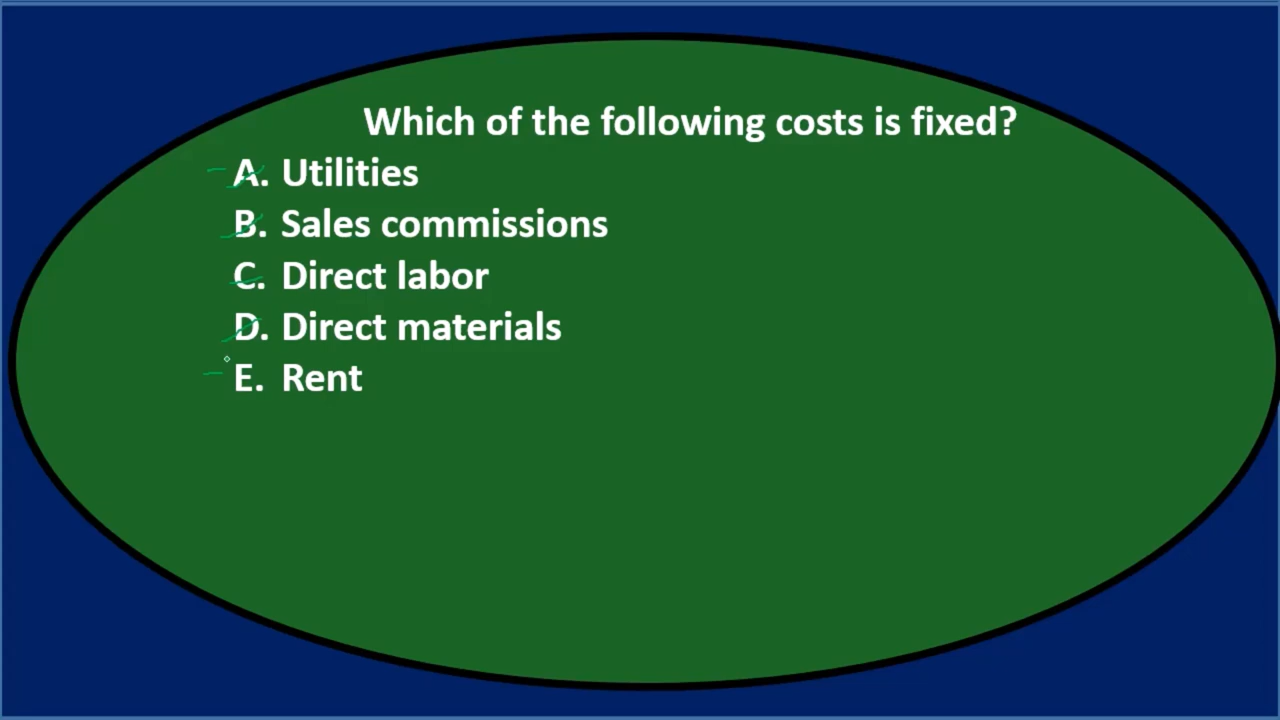 Which of the following costs is fixed?
A. Utilities
B. Sales commissions
C. Direct labor
D. Direct materials
E. Rent